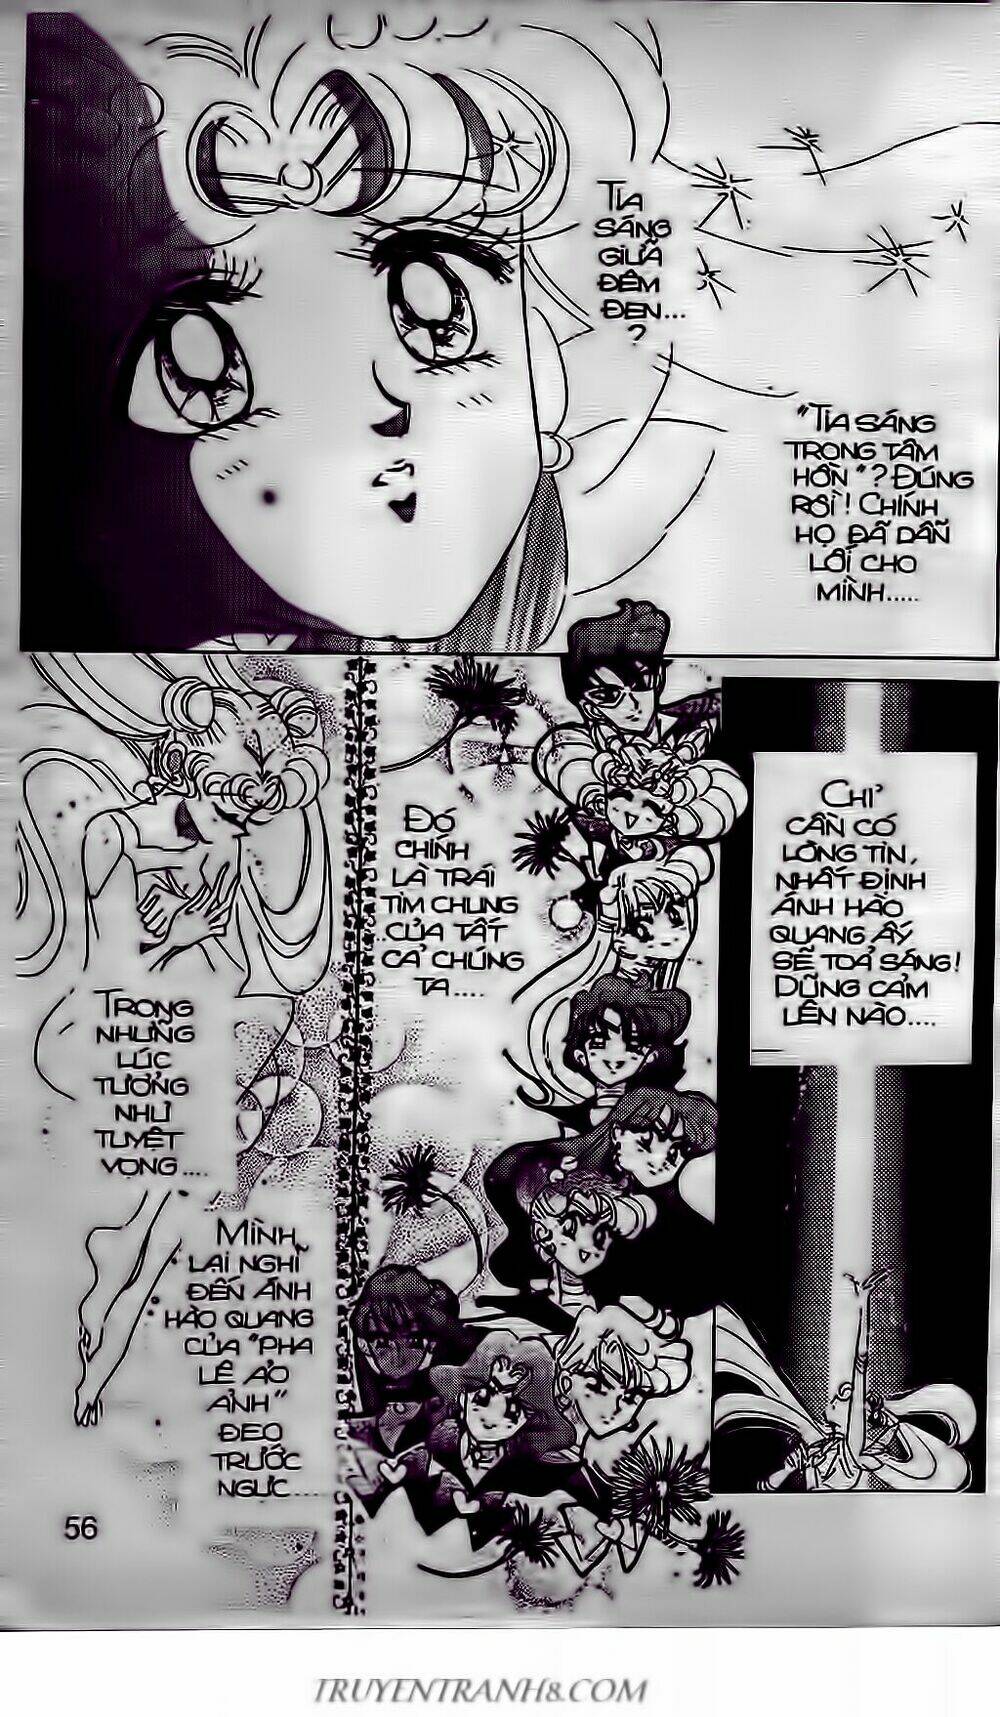 TIA
SÁNG
GIỮA
ĐÊM
ĐEN...
?
"TIA SÁNG
TRONG TÂM
HỒN"? ĐÚNG
RỒI! CHÍNH
HỌ ĐÃ DẪN
LỐI CHO
MÌNH.....
CHỈ
CẦN CÓ
LÒNG TIN,
NHẤT ĐỊNH
ÁNH HÀO
QUANG ẤY
SẼ TOẢ SÁNG!
DŨNG CẢM
LÊN NÀO....
ĐÓ
CHÍNH
LÀ TRÁI
TIM CHUNG
CỦA TẤT
CẢ CHÚNG
TA....
TRONG
NHỮNG
LÚC
TƯỞNG
NHƯ
TUYỆT
VỌNG....
MÌNH
LẠI NGHĨ
ĐẾN ÁNH
HÀO QUANG
CỦA "PHA
LÊ ẢO
ẢNH"
ĐEO
TRƯỚC
NGỰC....
56
TRUYENTRANH8.COM